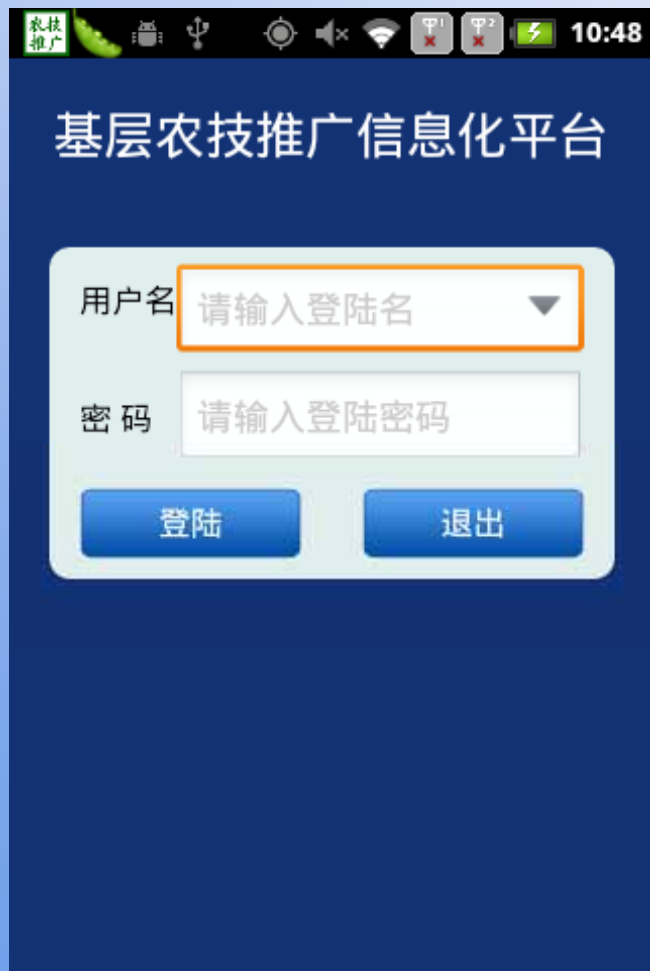 农技
推广
10:48
基层农技推广信息化平台
用户名
请输入登陆名
密 码
请输入登陆密码
登陆
退出